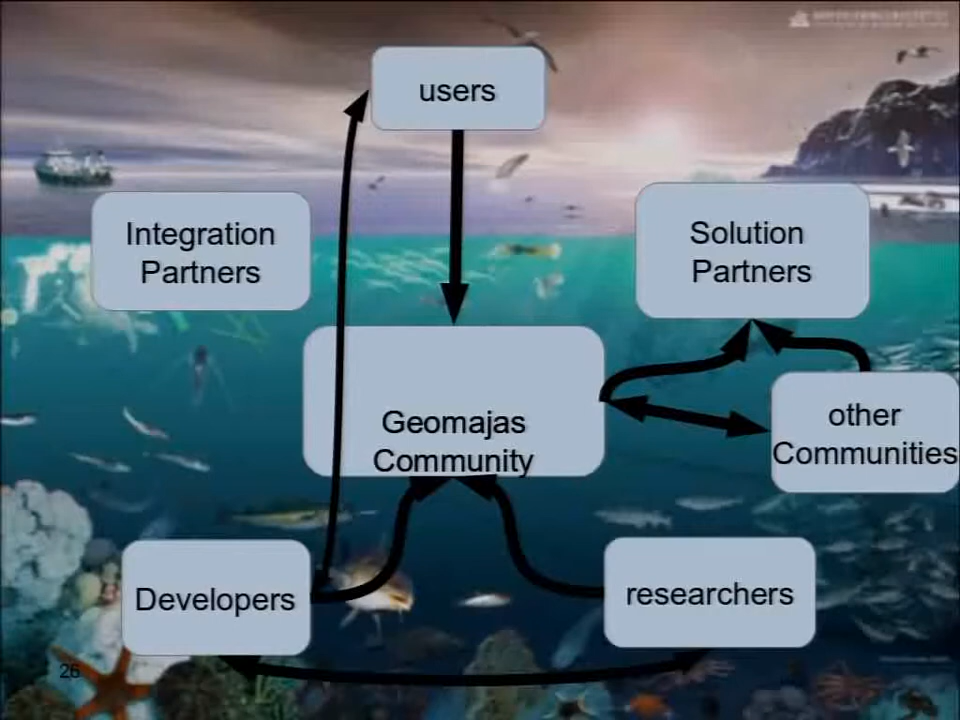 users
Integration
Partners
Solution
Partners
Geomajas
Community
other
Communities
Developers
researchers
26